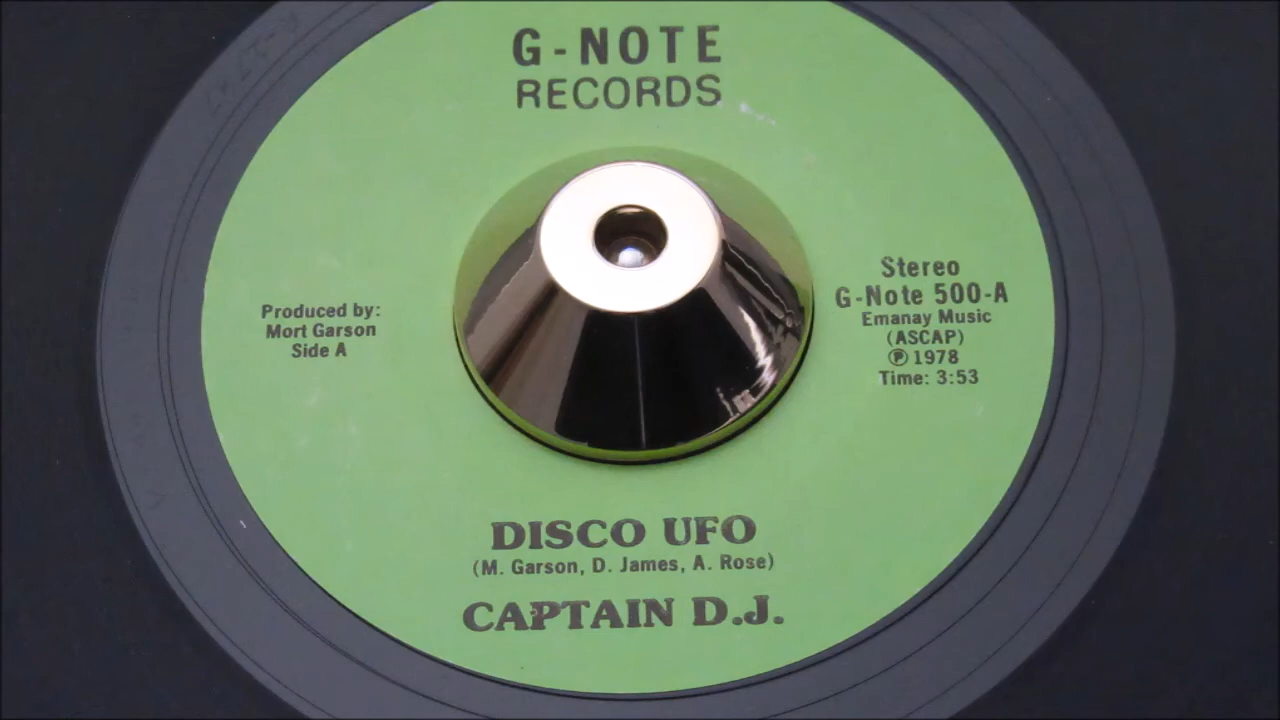 G-NOTE
RECORDS
Produced by:
Mort Garson
Side A
Stereo
G-Note 500-A
Emanay Music
(ASCAP)
℗ 1978
Time: 3:53
DISCO UFO
(M. Garson, D. James, A. Rose)
CAPTAIN D.J.